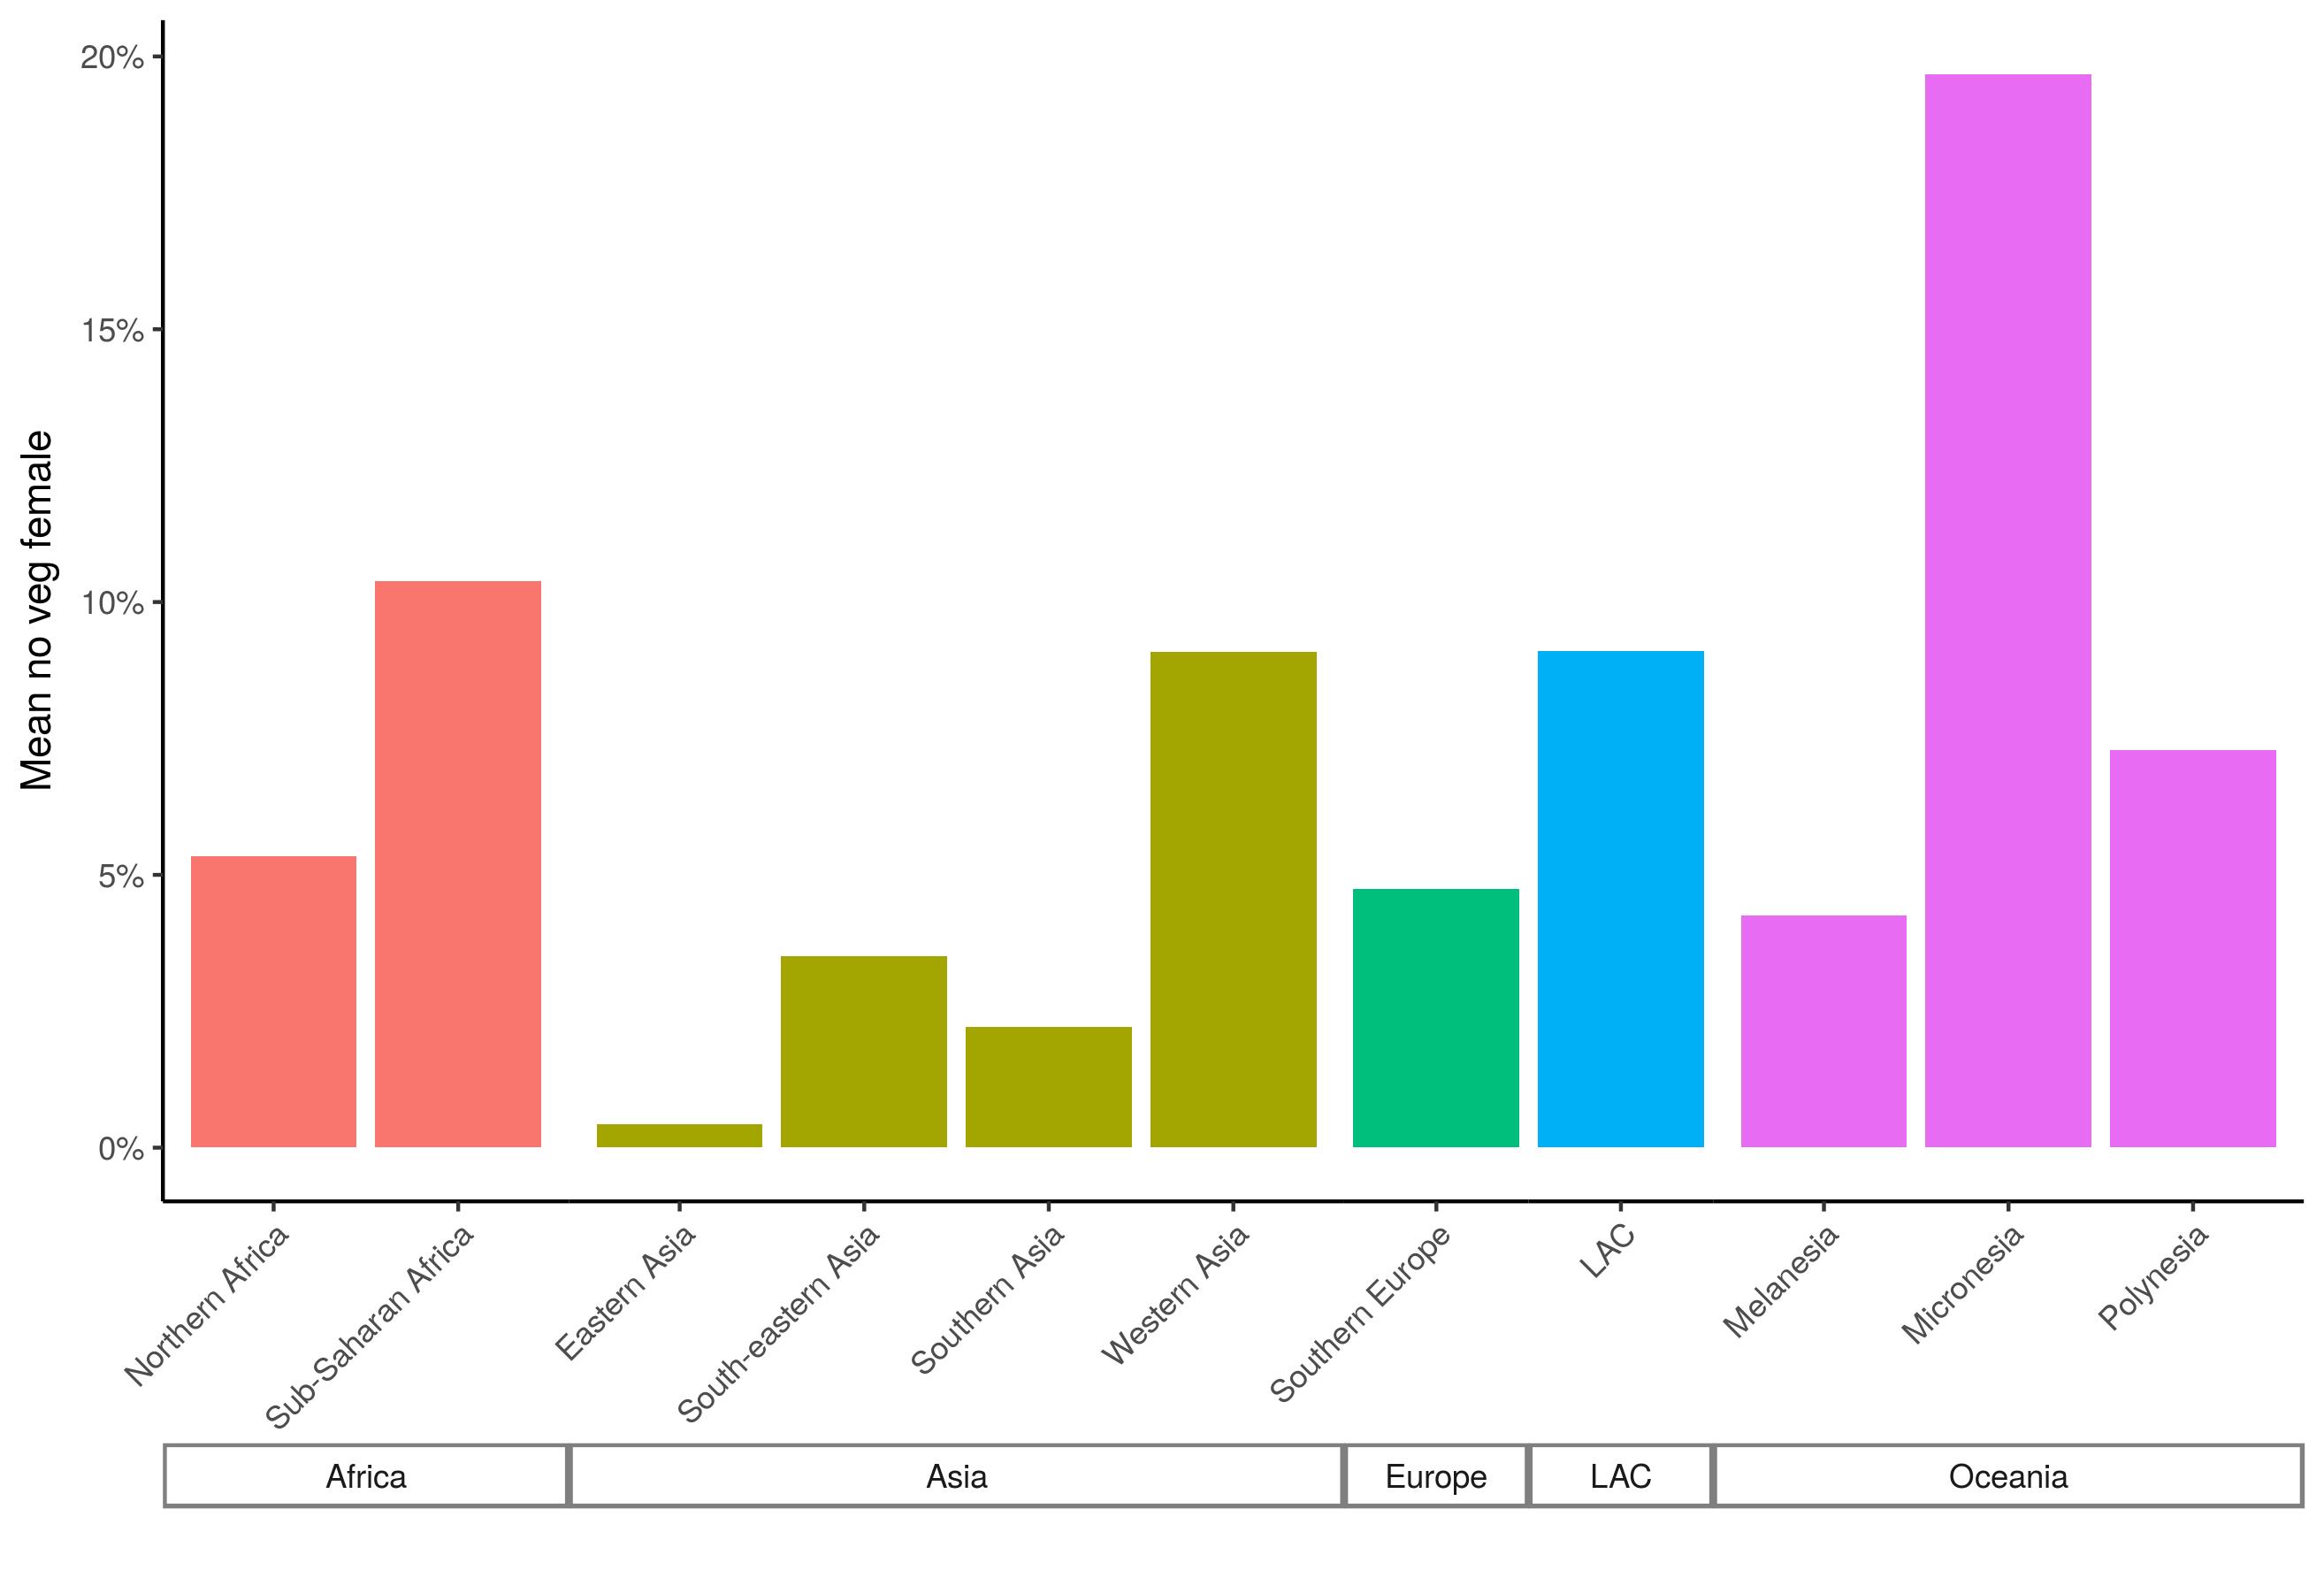 Mean no veg female
20%
15%
10%
5%
0%
Northern Africa
Sub-Saharan Africa
Eastern Asia
South-eastern Asia
Southern Asia
Western Asia
Southern Europe
LAC
Melanesia
Micronesia
Polynesia
Africa
Asia
Europe
LAC
Oceania